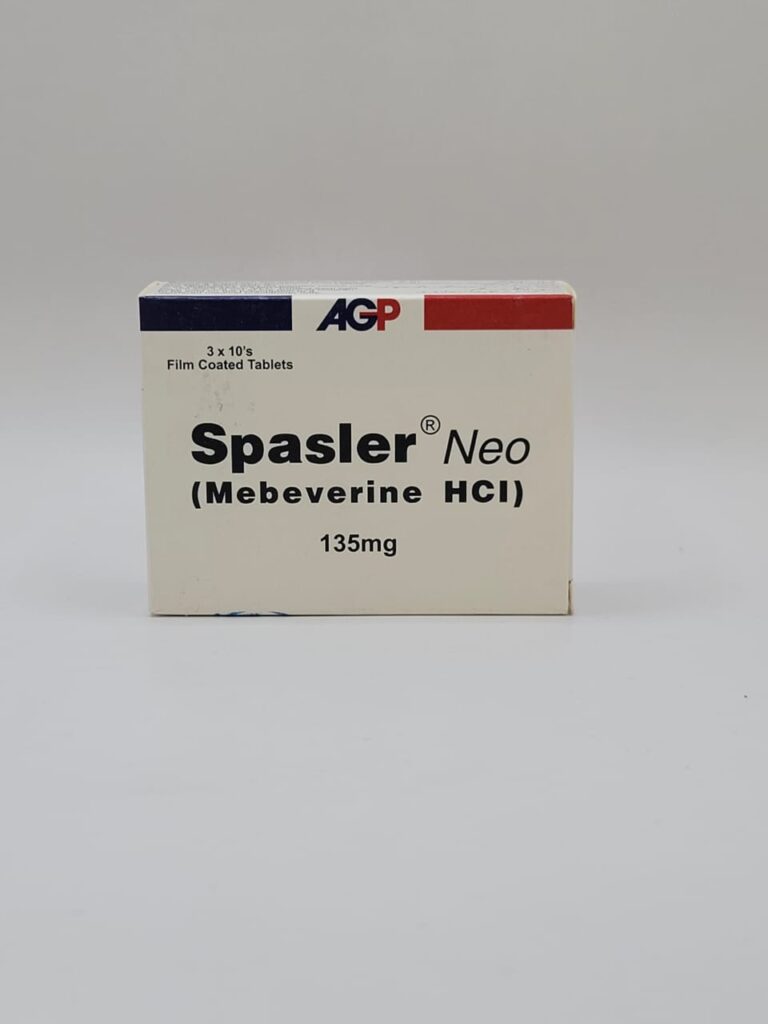 AGP
3 x 10's
Film Coated Tablets
Spasler® Neo
(Mebeverine HCl)
135mg